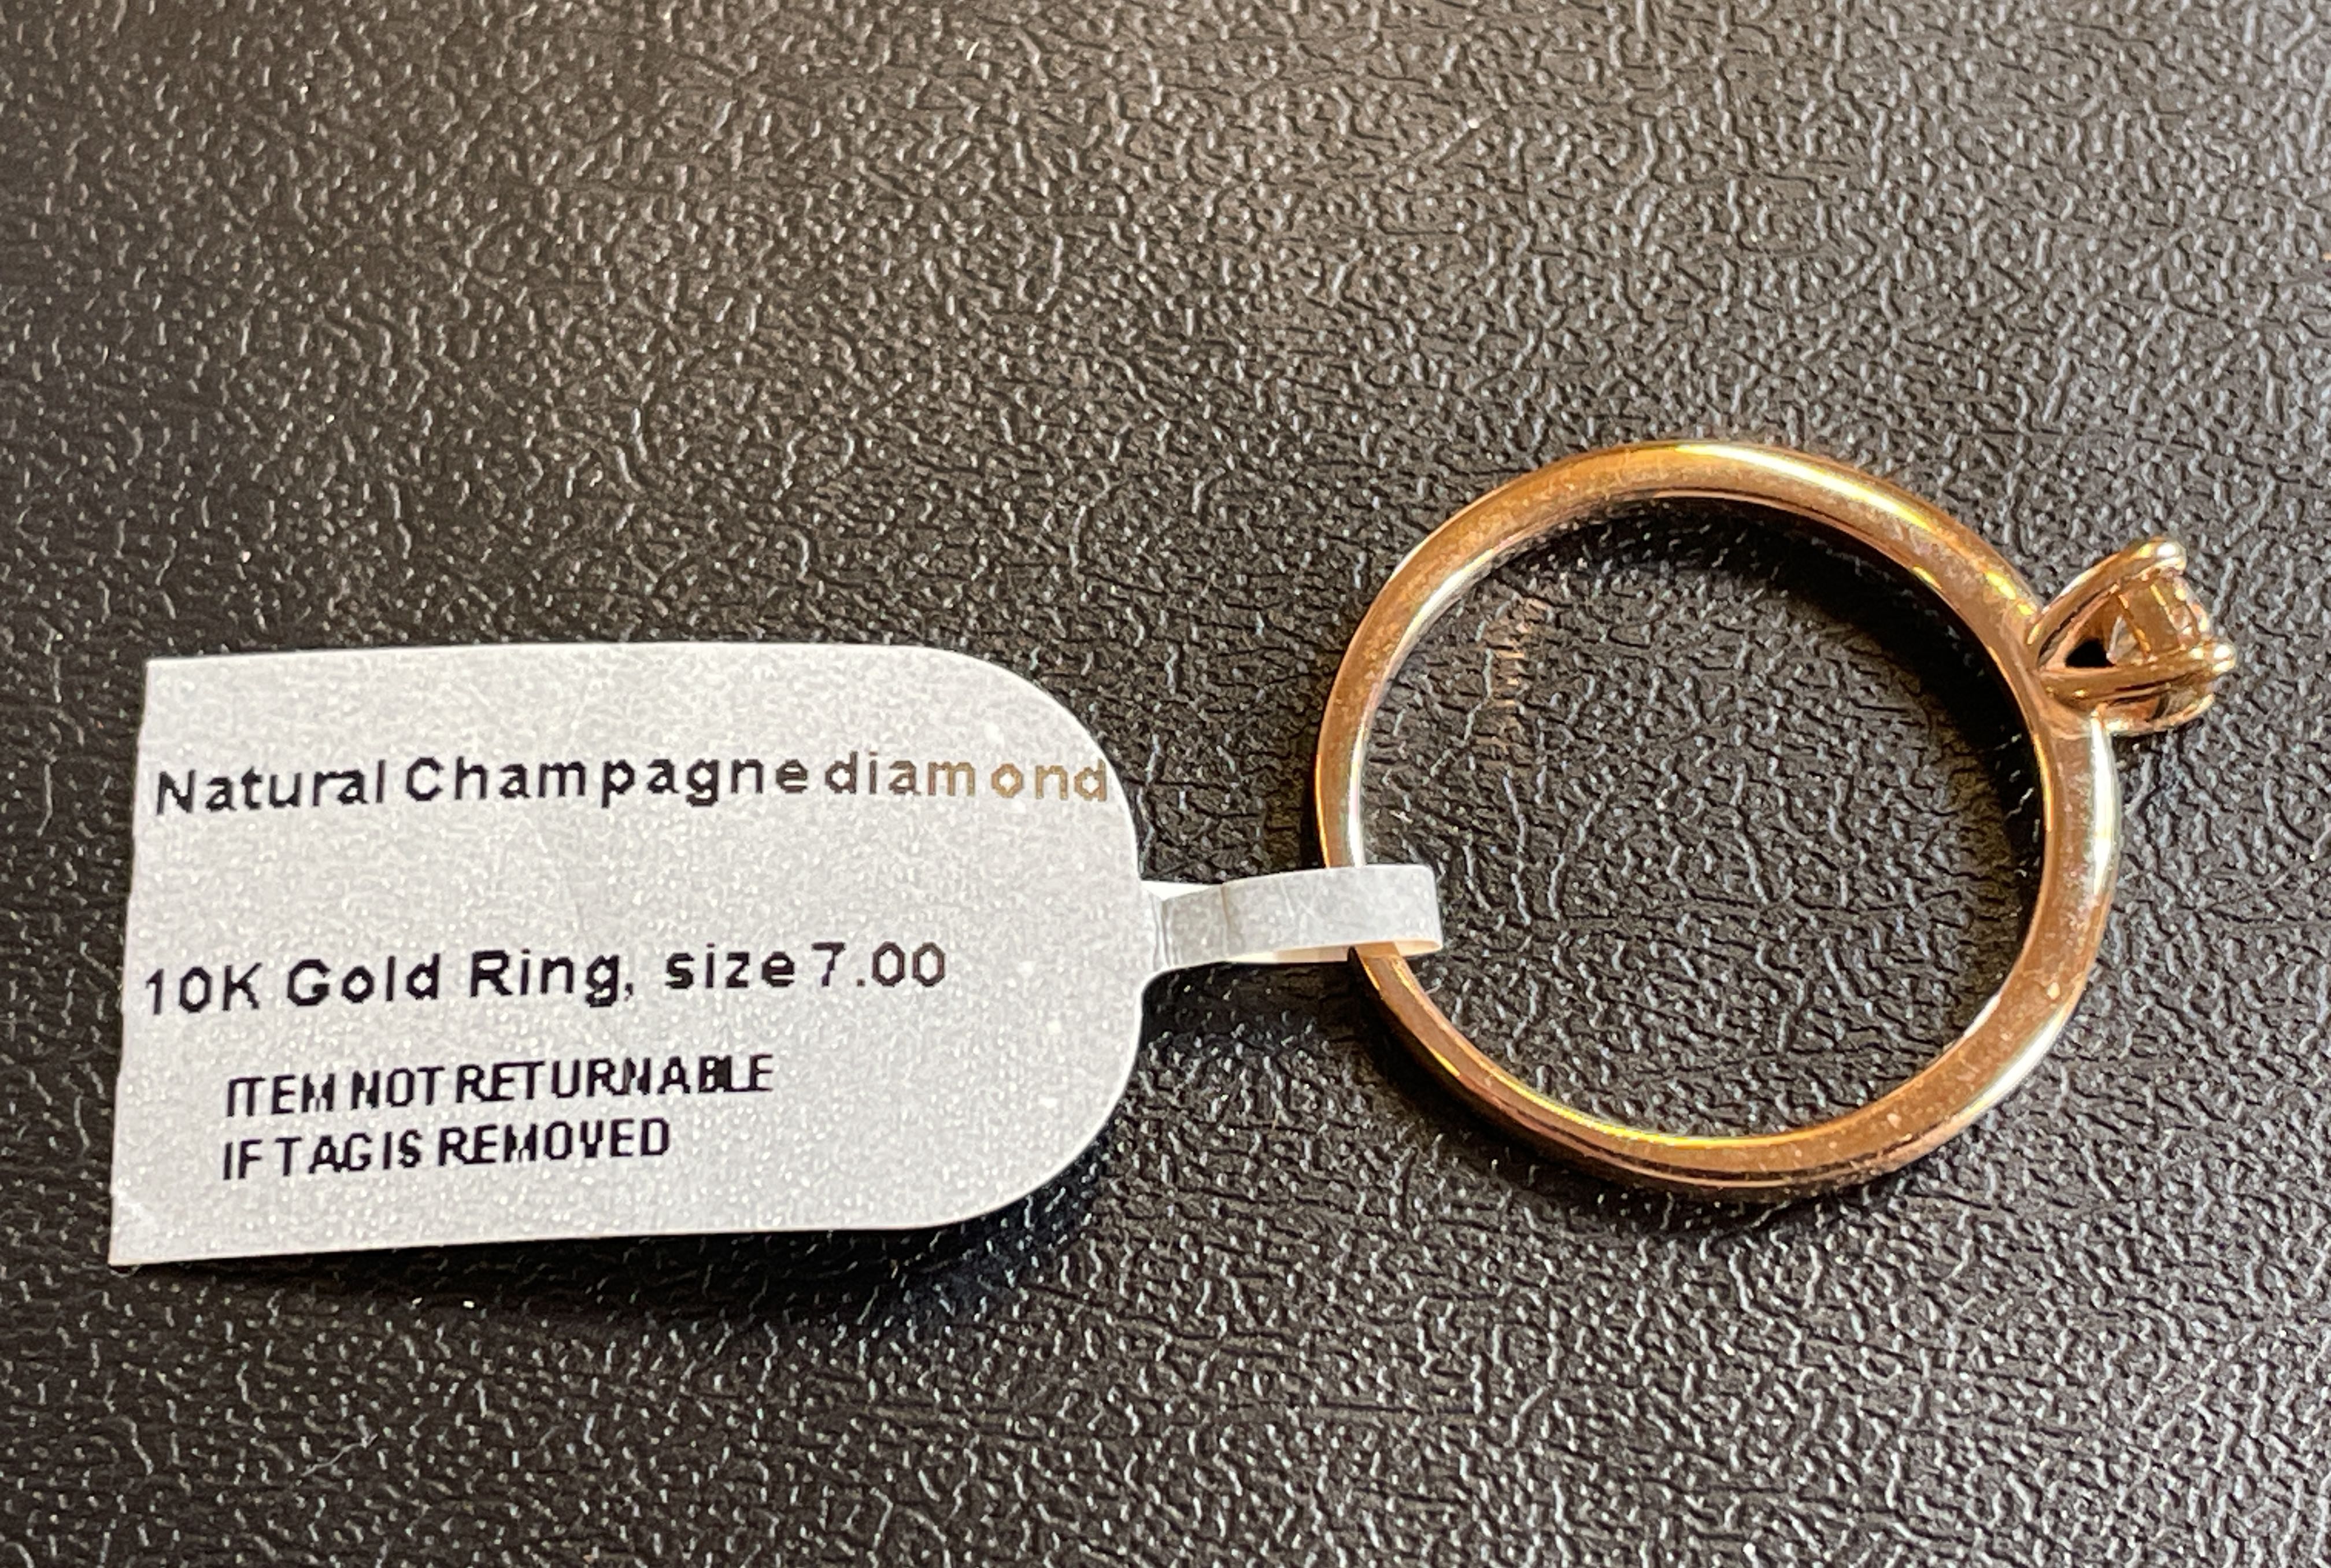 Natural Champagne diamond
10K Gold Ring, size 7.00
ITEM NOT RETURNABLE
IF TAG IS REMOVED